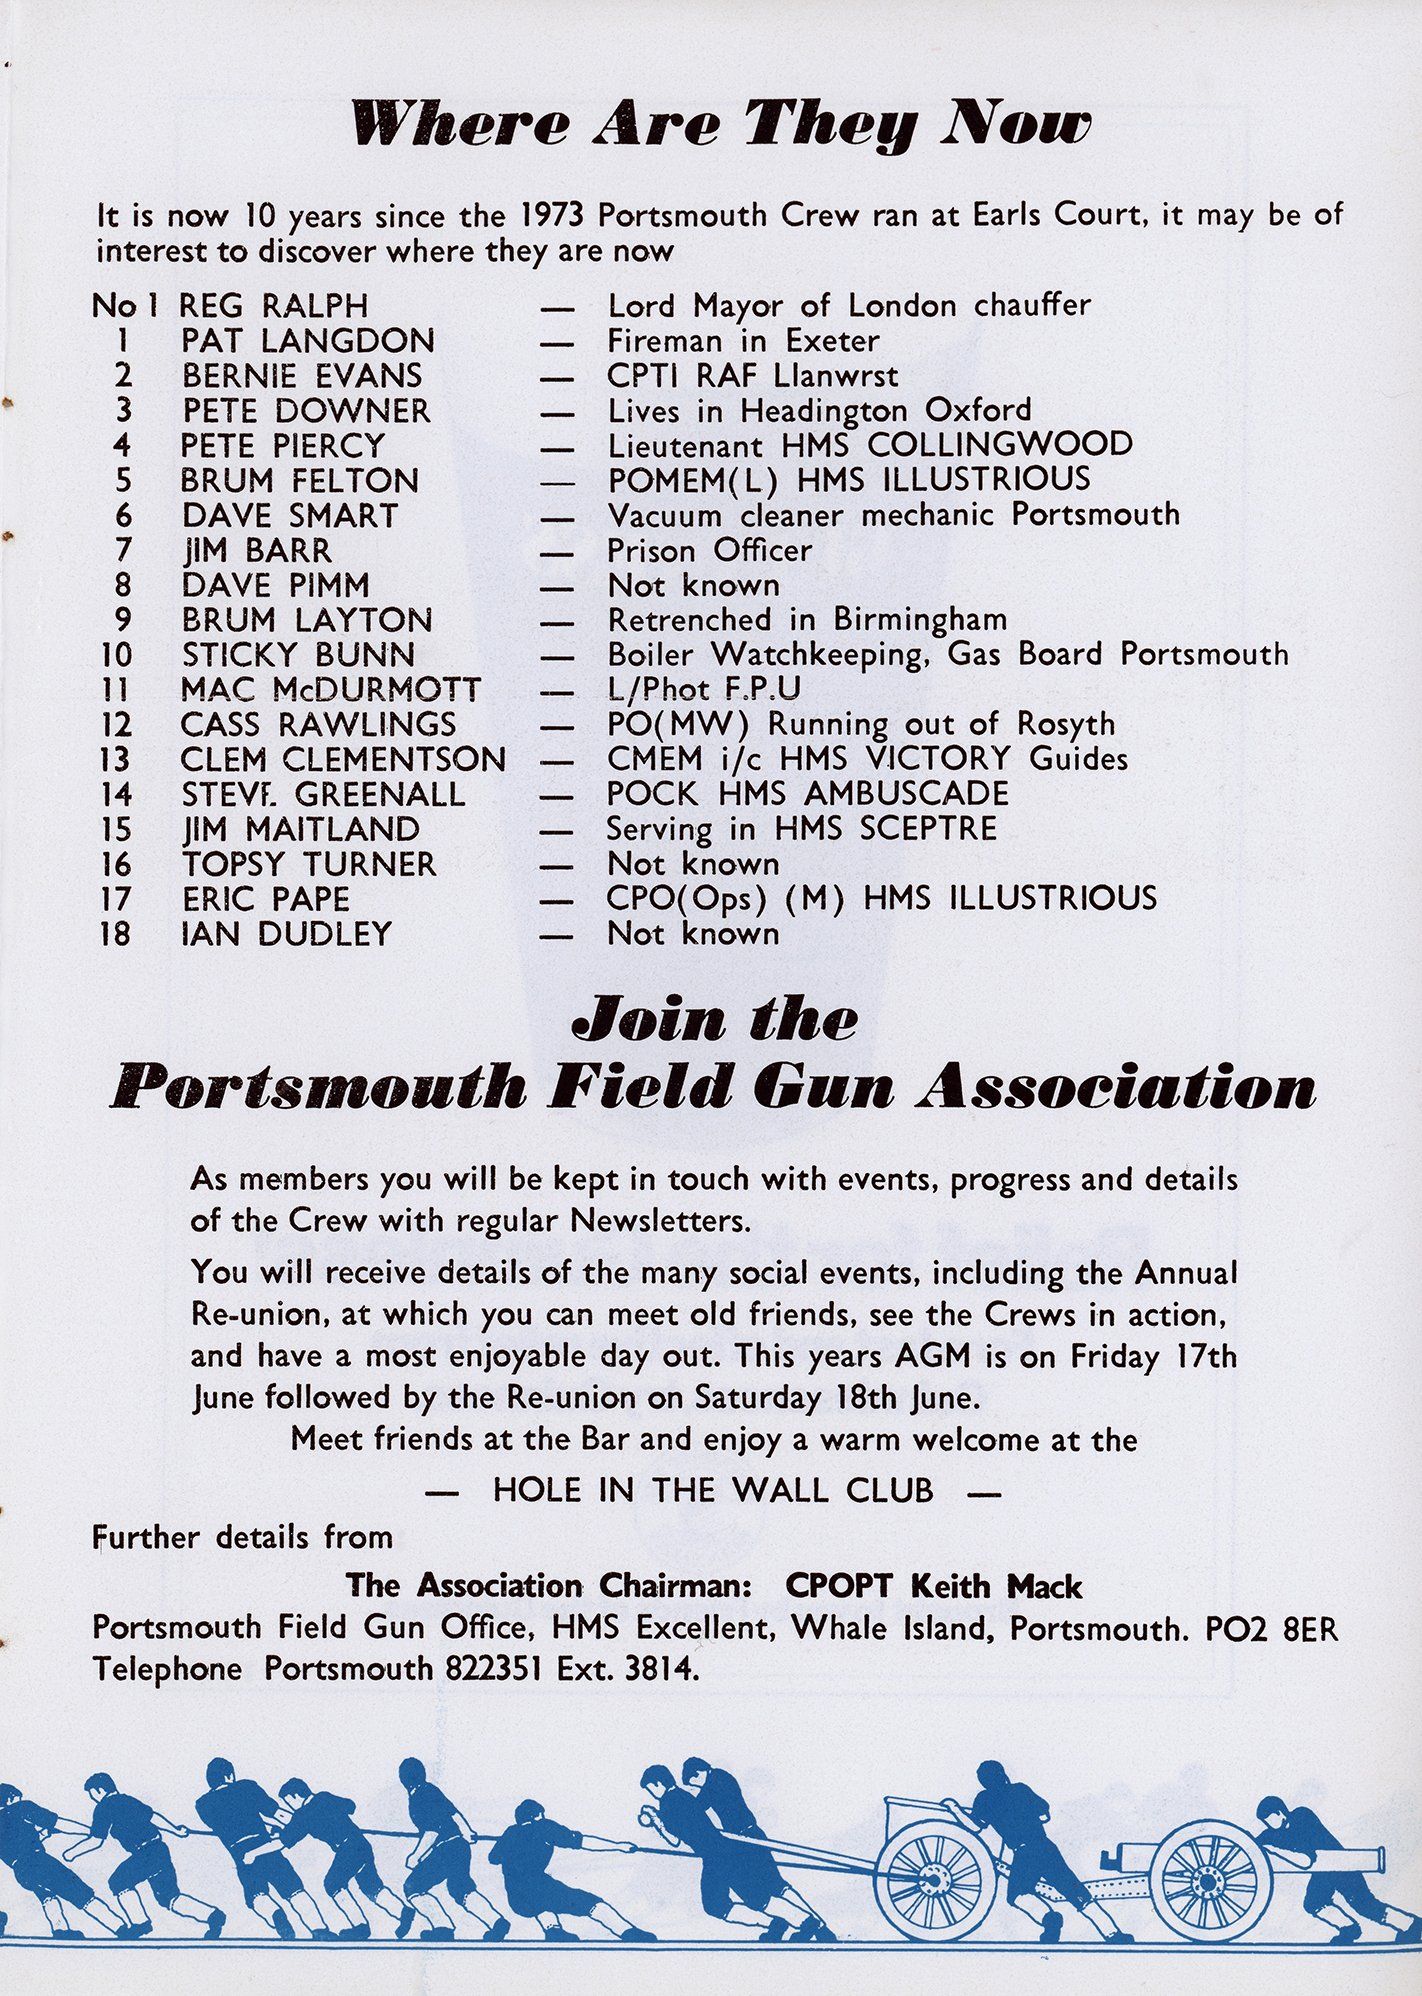 Where Are They Now
It is now 10 years since the 1973 Portsmouth Crew ran at Earls Court, it may be of
interest to discover where they are now
No 1 REG RALPH — Lord Mayor of London chauffer
1 PAT LANGDON — Fireman in Exeter
2 BERNIE EVANS — CPTI RAF Llanwrst
3 PETE DOWNER — Lives in Headington Oxford
4 PETE PIERCY — Lieutenant HMS COLLINGWOOD
5 BRUM FELTON — POMEM(L) HMS ILLUSTRIOUS
6 DAVE SMART — Vacuum cleaner mechanic Portsmouth
7 JIM BARR — Prison Officer
8 DAVE PIMM — Not known
9 BRUM LAYTON — Retrenched in Birmingham
10 STICKY BUNN — Boiler Watchkeeping, Gas Board Portsmouth
11 MAC McDURMOTT — L/Phot F.P.U
12 CASS RAWLINGS — PO(MW) Running out of Rosyth
13 CLEM CLEMENTSON — CMEM i/c HMS VICTORY Guides
14 STEVE GREENALL — POCK HMS AMBUSCADE
15 JIM MAITLAND — Serving in HMS SCEPTRE
16 TOPSY TURNER — Not known
17 ERIC PAPE — CPO(Ops) (M) HMS ILLUSTRIOUS
18 IAN DUDLEY — Not known
Join the
Portsmouth Field Gun Association
As members you will be kept in touch with events, progress and details
of the Crew with regular Newsletters.
You will receive details of the many social events, including the Annual
Re-union, at which you can meet old friends, see the Crews in action,
and have a most enjoyable day out. This years AGM is on Friday 17th
June followed by the Re-union on Saturday 18th June.
Meet friends at the Bar and enjoy a warm welcome at the
— HOLE IN THE WALL CLUB —
Further details from
The Association Chairman: CPOPT Keith Mack
Portsmouth Field Gun Office, HMS Excellent, Whale Island, Portsmouth. PO2 8ER
Telephone Portsmouth 822351 Ext. 3814.